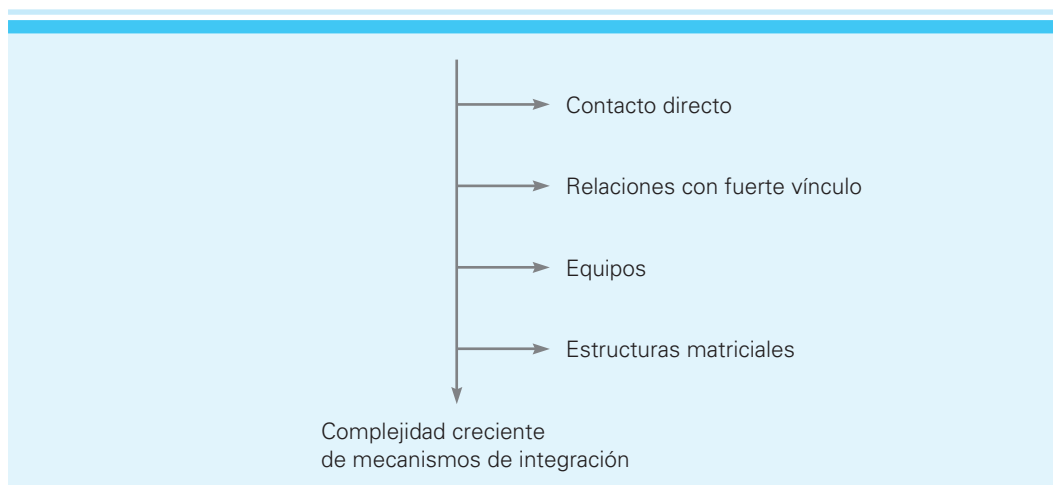 Contacto directo
Relaciones con fuerte vínculo
Equipos
Estructuras matriciales
Complejidad creciente
de mecanismos de integración